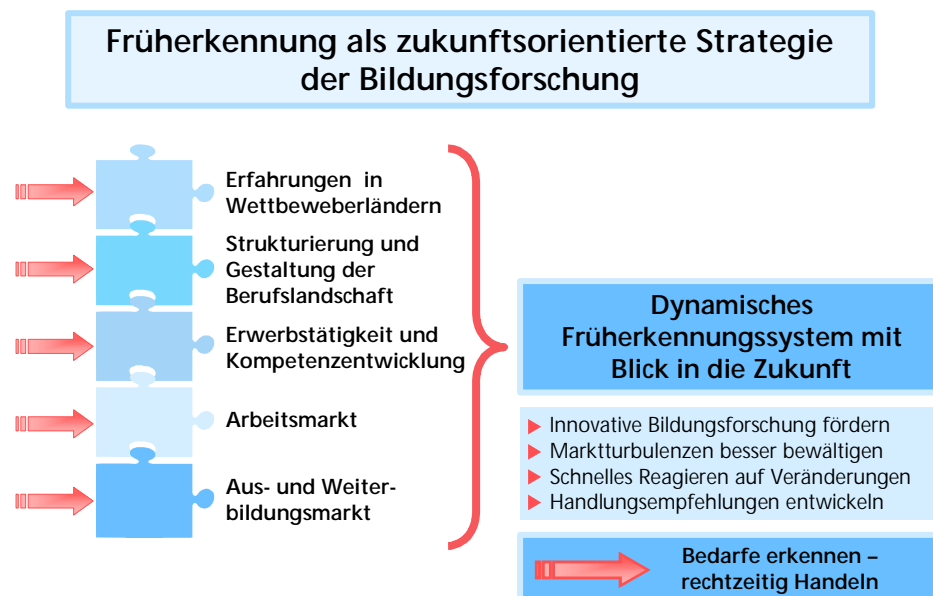 Früherkennung als zukunftsorientierte Strategie
der Bildungsforschung
Erfahrungen in
Wettbeweberländern
Strukturierung und
Gestaltung der
Berufslandschaft
Erwerbstätigkeit und
Kompetenzentwicklung
Arbeitsmarkt
Aus- und Weiter-
bildungsmarkt
Dynamisches
Früherkennungssystem mit
Blick in die Zukunft
Innovative Bildungsforschung fördern
Marktturbulenzen besser bewältigen
Schnelles Reagieren auf Veränderungen
Handlungsempfehlungen entwickeln
Bedarfe erkennen –
rechtzeitig Handeln